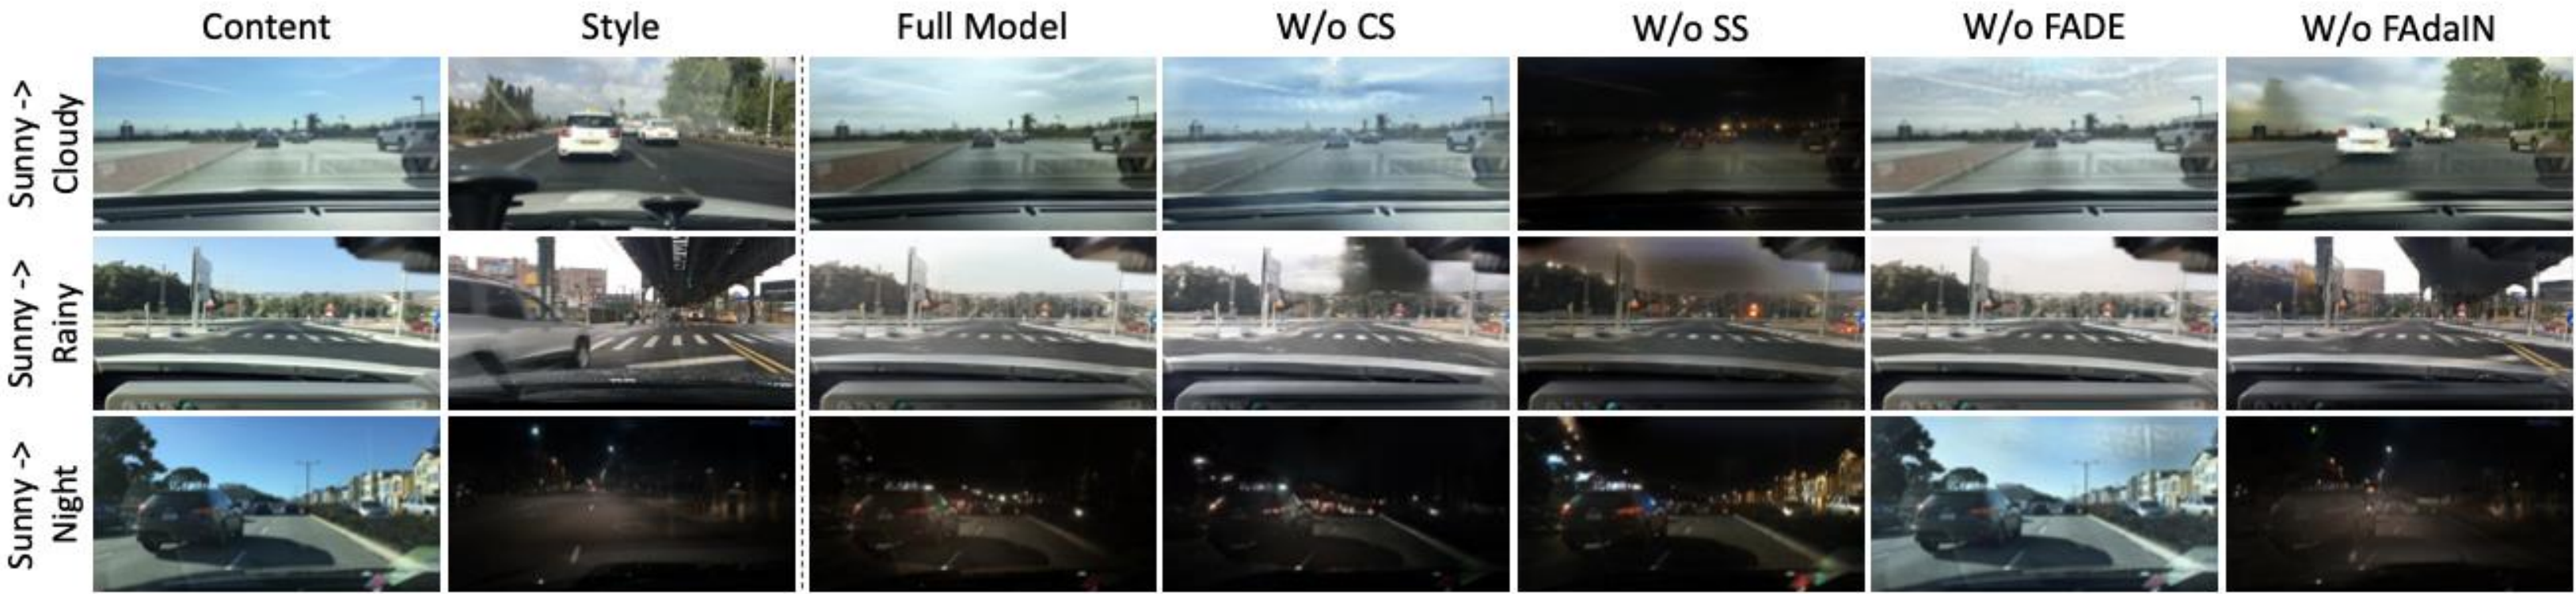 Content Style Full Model W/o CS W/o SS W/o FADE W/o FAdaIN
Sunny ->
Cloudy
Sunny ->
Rainy
Sunny ->
Night